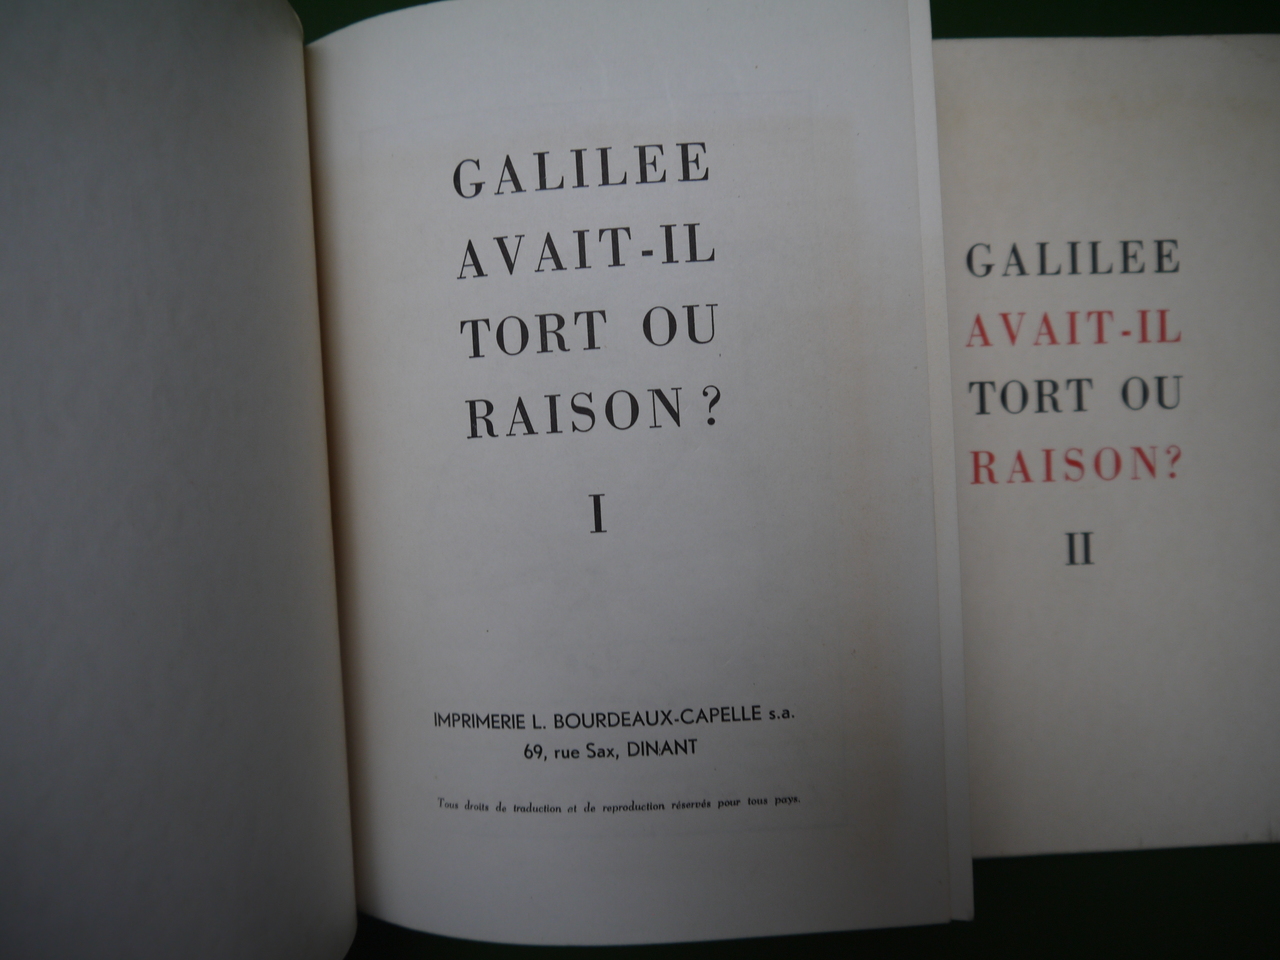 GALILEE
AVAIT-IL
TORT OU
RAISON ?
I
IMPRIMERIE L. BOURDEAUX-CAPELLE s.a.
69, rue Sax, DINANT
Tous droits de traduction et de reproduction réservés pour tous pays.
GALILEE
AVAIT-IL
TORT OU
RAISON?
II